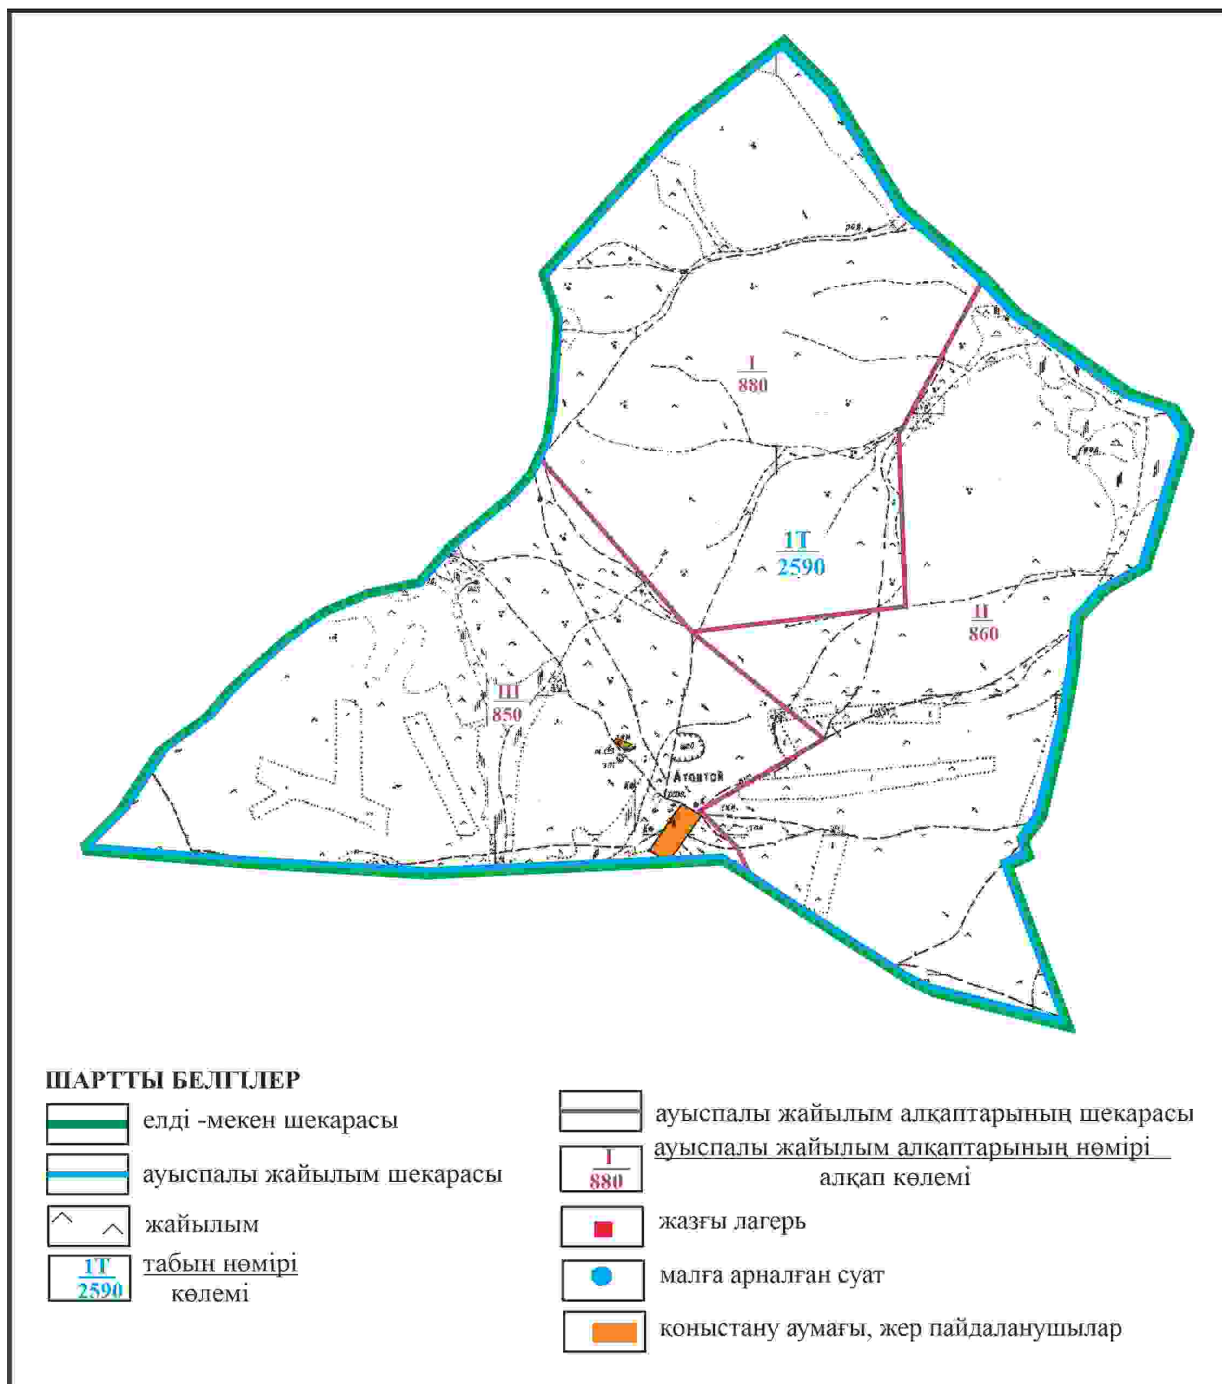 I
880
1Т
2590
II
860
III
850
Атантой
ШАРТТЫ БЕЛГІЛЕР
елді -мекен шекарасы
ауыспалы жайылым шекарасы
жайылым
1Т
2590
табын нөмірі
көлемі
ауыспалы жайылым алқаптарының шекарасы
I
880
ауыспалы жайылым алқаптарының нөмірі
алқап көлемі
жазғы лагерь
малға арналған суат
қоныстану аумағы, жер пайдаланушылар